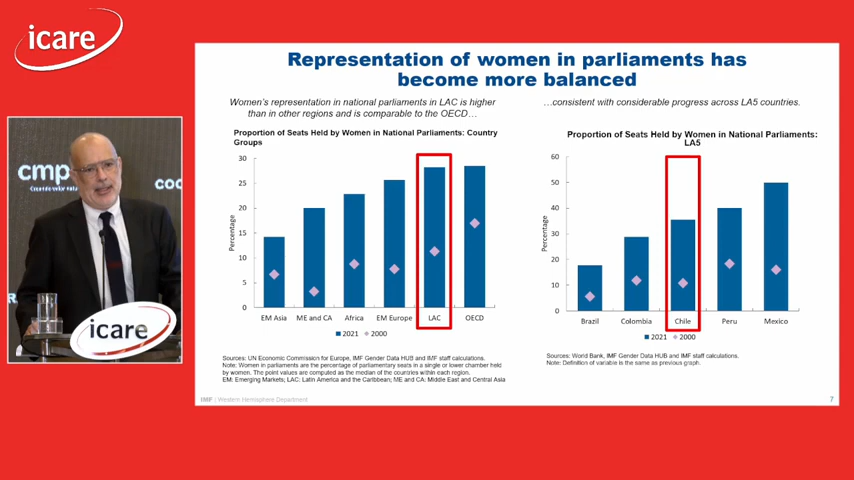 icare
Representation of women in parliaments has
become more balanced
Women's representation in national parliaments in LAC is higher
than in other regions and is comparable to the OECD…
…consistent with considerable progress across LA5 countries.
Proportion of Seats Held by Women in National Parliaments: Country
Groups
Percentage
30
25
20
15
10
5
0
EM Asia ME and CA Africa EM Europe LAC OECD
2021 2000
Proportion of Seats Held by Women in National Parliaments:
LA5
Percentage
60
50
40
30
20
10
0
Brazil Colombia Chile Peru Mexico
2021 2000
Sources: UN Economic Commission for Europe, IMF Gender Data HUB and IMF staff calculations.
Note: Women in parliaments are the percentage of parliamentary seats in a single or lower chamber held
by women. The point values are computed as the median of the countries within each region.
EM: Emerging Markets; LAC: Latin America and the Caribbean; ME and CA: Middle East and Central Asia
Sources: World Bank, IMF Gender Data HUB and IMF staff calculations.
Note: Definition of variable is the same as previous graph.
IMF | Western Hemisphere Department
7
cmp
icare